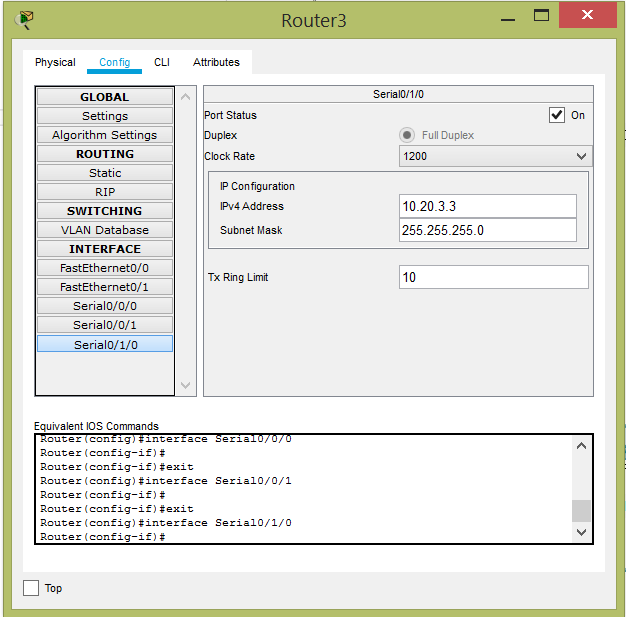 Router3
Physical Config CLI Attributes
GLOBAL
Settings
Algorithm Settings
ROUTING
Static
RIP
SWITCHING
VLAN Database
INTERFACE
FastEthernet0/0
FastEthernet0/1
Serial0/0/0
Serial0/0/1
Serial0/1/0
Serial0/1/0
Port Status On
Duplex Full Duplex
Clock Rate 1200
IP Configuration
IPv4 Address 10.20.3.3
Subnet Mask 255.255.255.0
Tx Ring Limit 10
Equivalent IOS Commands
Router(config)#interface Serial0/0/0
Router(config-if)#
Router(config-if)#exit
Router(config)#interface Serial0/0/1
Router(config-if)#
Router(config-if)#exit
Router(config)#interface Serial0/1/0
Router(config-if)#
Top